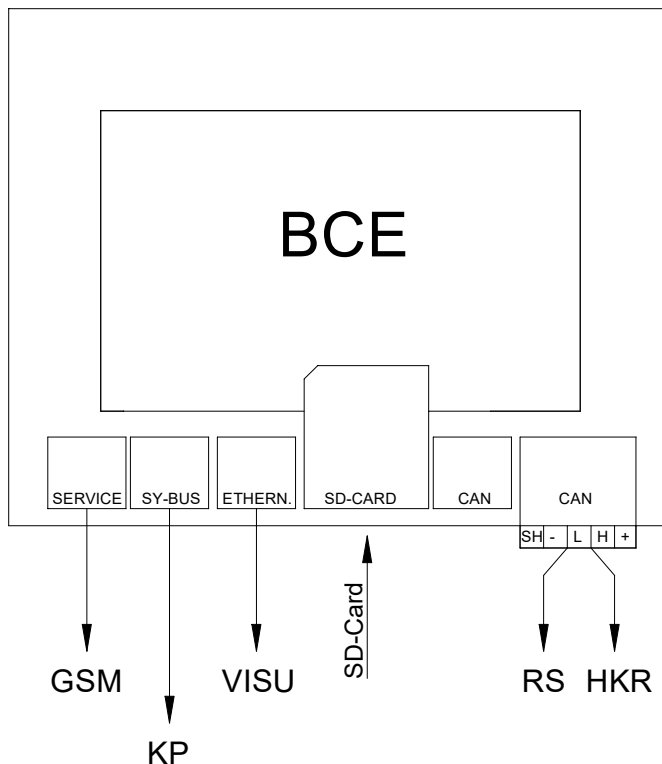 BCE
SERVICE SY-BUS ETHERN. SD-CARD CAN CAN
SH - L H +
SD-Card
GSM VISU RS HKR
KP